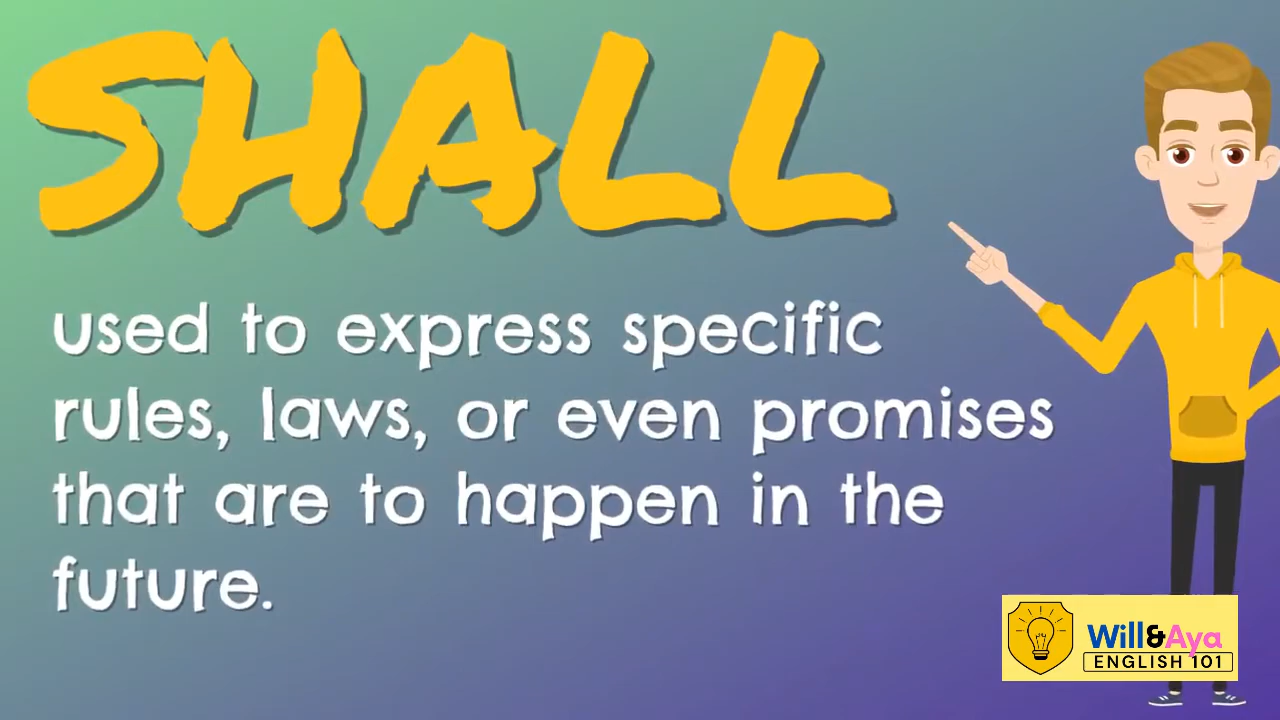 SHALL
used to express specific
rules, laws, or even promises
that are to happen in the
future.
Will&Aya
ENGLISH 101